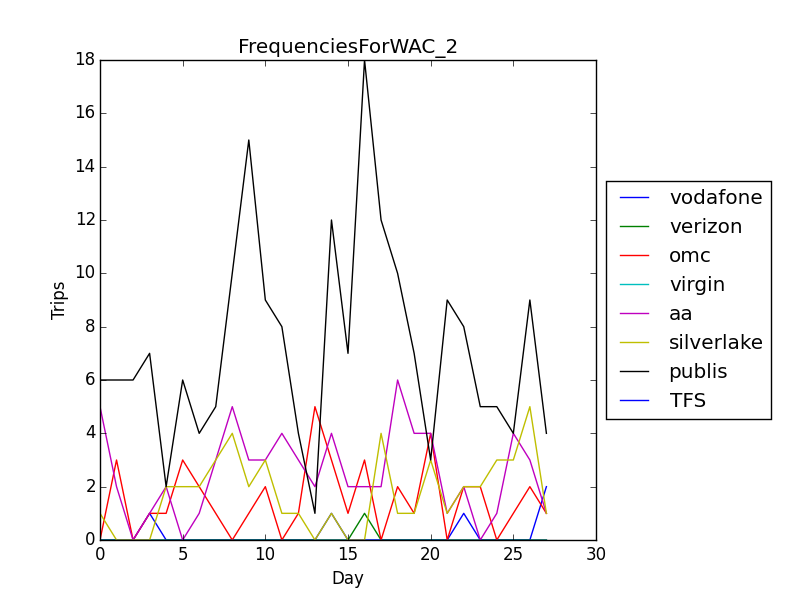 FrequenciesForWAC_2
18
16
14
12
10
8
6
4
2
0
Trips
0 5 10 15 20 25 30
Day
vodafone
verizon
omc
virgin
aa
silverlake
publis
TFS